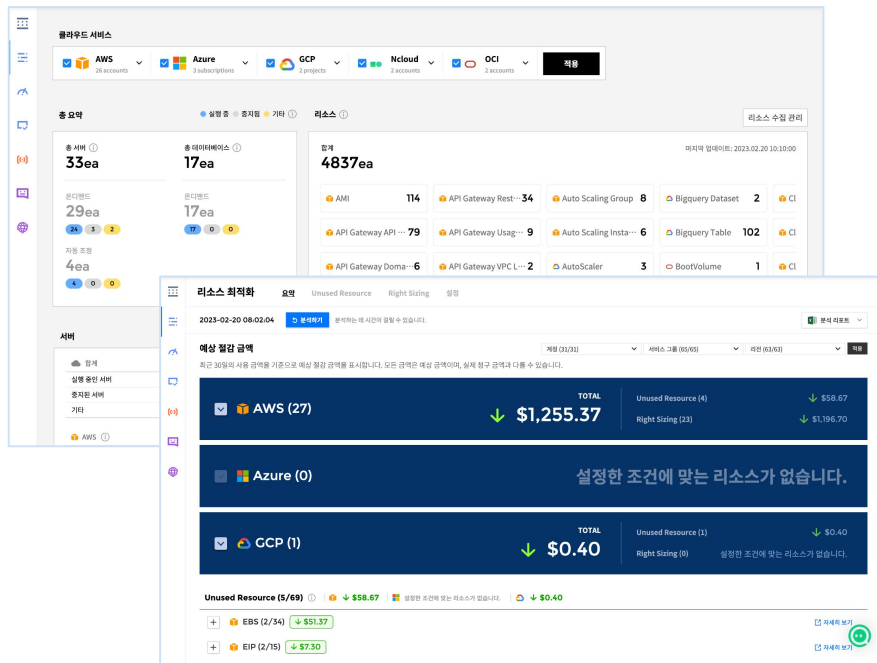 클라우드 서비스
AWS
26 accounts
Azure
3 subscriptions
GCP
2 projects
Ncloud
2 accounts
OCI
2 accounts
적용
총 요약
실행 중 중지됨 기타
리소스
리소스 수집 관리
총 서버
33ea
총 데이터베이스
17ea
온디맨드
29ea
24 3 2
온디맨드
17ea
17 0 0
자동 조정
4ea
4 0 0
합계
4837ea
마지막 업데이트: 2023.02.20 10:10:00
AMI 114
API Gateway Rest··· 34
Auto Scaling Group 8
Bigquery Dataset 2
Cl
API Gateway API ··· 79
API Gateway Usag··· 9
Auto Scaling Insta··· 6
Bigquery Table 102
Cl
API Gateway Doma··· 6
API Gateway VPC L··· 2
AutoScaler 3
BootVolume 1
Cl
서버
합계
실행 중인 서버
중지된 서버
기타
AWS
리소스 최적화
요약 Unused Resource Right Sizing 설정
2023-02-20 08:02:04
분석하기
분석하는 데 시간이 걸릴 수 있습니다.
분석 리포트
예상 절감 금액
계정 (31/31)
서비스 그룹 (65/65)
리전 (63/63)
적용
최근 30일의 사용 금액을 기준으로 예상 절감 금액을 표시합니다. 모든 금액은 예상 금액이며, 실제 청구 금액과 다를 수 있습니다.
AWS (27)
TOTAL
$1,255.37
Unused Resource (4) $58.67
Right Sizing (23) $1,196.70
Azure (0)
설정한 조건에 맞는 리소스가 없습니다.
GCP (1)
TOTAL
$0.40
Unused Resource (1) $0.40
Right Sizing (0) 설정한 조건에 맞는 리소스가 없습니다.
Unused Resource (5/69) $58.67 설정한 조건에 맞는 리소스가 없습니다. $0.40
EBS (2/34) $51.37 자세히 보기
EIP (2/15) $7.30 자세히 보기